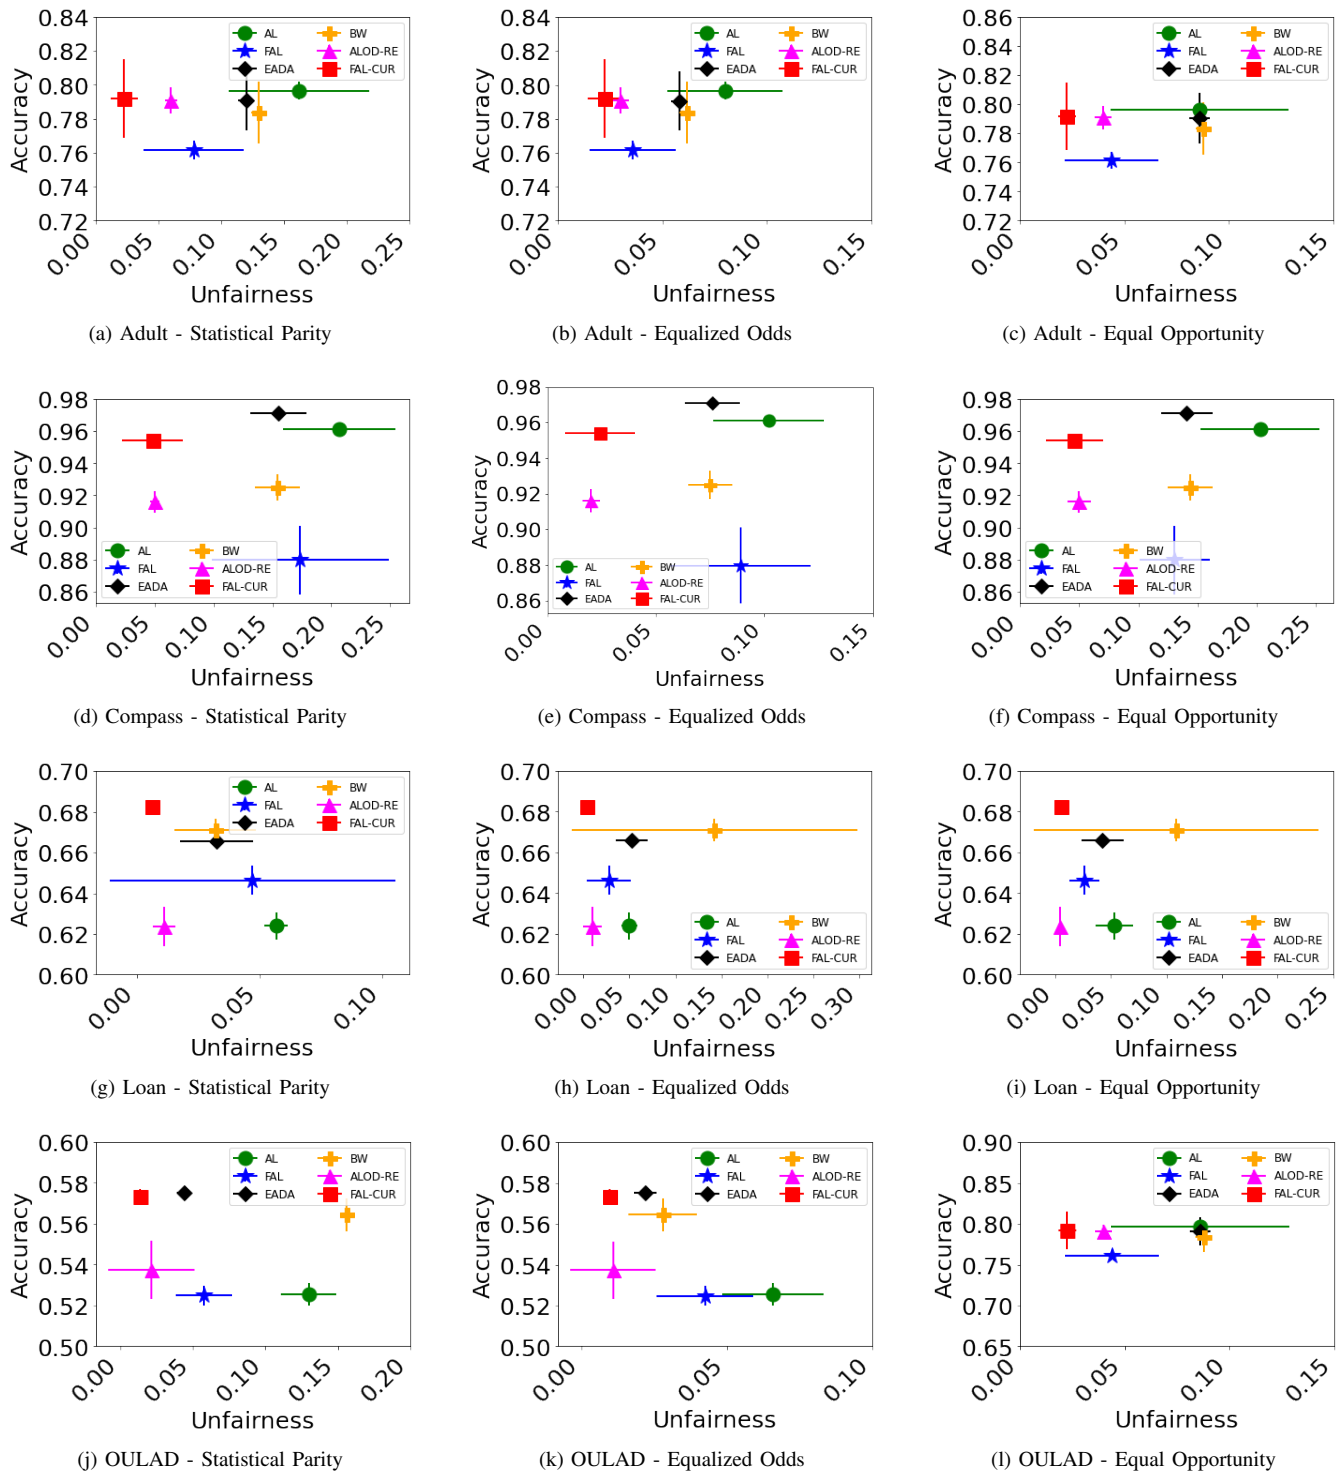 0.84
0.82
0.80
0.78
0.76
0.74
0.72
Accuracy
AL
FAL
EADA
BW
ALOD-RE
FAL-CUR
0.00
0.05
0.10
0.15
0.20
0.25
Unfairness
(a) Adult - Statistical Parity
0.84
0.82
0.80
0.78
0.76
0.74
0.72
Accuracy
AL
FAL
EADA
BW
ALOD-RE
FAL-CUR
0.00
0.05
0.10
0.15
Unfairness
(b) Adult - Equalized Odds
0.86
0.84
0.82
0.80
0.78
0.76
0.74
0.72
Accuracy
AL
FAL
EADA
BW
ALOD-RE
FAL-CUR
0.00
0.05
0.10
0.15
Unfairness
(c) Adult - Equal Opportunity
0.98
0.96
0.94
0.92
0.90
0.88
0.86
Accuracy
AL
FAL
EADA
BW
ALOD-RE
FAL-CUR
0.00
0.05
0.10
0.15
0.20
0.25
Unfairness
(d) Compass - Statistical Parity
0.98
0.96
0.94
0.92
0.90
0.88
0.86
Accuracy
AL
FAL
EADA
BW
ALOD-RE
FAL-CUR
0.00
0.05
0.10
0.15
Unfairness
(e) Compass - Equalized Odds
0.98
0.96
0.94
0.92
0.90
0.88
0.86
Accuracy
AL
FAL
EADA
BW
ALOD-RE
FAL-CUR
0.00
0.05
0.10
0.15
0.20
0.25
Unfairness
(f) Compass - Equal Opportunity
0.70
0.68
0.66
0.64
0.62
0.60
Accuracy
AL
FAL
EADA
BW
ALOD-RE
FAL-CUR
0.00
0.05
0.10
Unfairness
(g) Loan - Statistical Parity
0.70
0.68
0.66
0.64
0.62
0.60
Accuracy
AL
FAL
EADA
BW
ALOD-RE
FAL-CUR
0.00
0.05
0.10
0.15
0.20
0.25
0.30
Unfairness
(h) Loan - Equalized Odds
0.70
0.68
0.66
0.64
0.62
0.60
Accuracy
AL
FAL
EADA
BW
ALOD-RE
FAL-CUR
0.00
0.05
0.10
0.15
0.20
0.25
Unfairness
(i) Loan - Equal Opportunity
0.60
0.58
0.56
0.54
0.52
0.50
Accuracy
AL
FAL
EADA
BW
ALOD-RE
FAL-CUR
0.00
0.05
0.10
0.15
0.20
Unfairness
(j) OULAD - Statistical Parity
0.60
0.58
0.56
0.54
0.52
0.50
Accuracy
AL
FAL
EADA
BW
ALOD-RE
FAL-CUR
0.00
0.05
0.10
Unfairness
(k) OULAD - Equalized Odds
0.90
0.85
0.80
0.75
0.70
0.65
Accuracy
AL
FAL
EADA
BW
ALOD-RE
FAL-CUR
0.00
0.05
0.10
0.15
Unfairness
(l) OULAD - Equal Opportunity